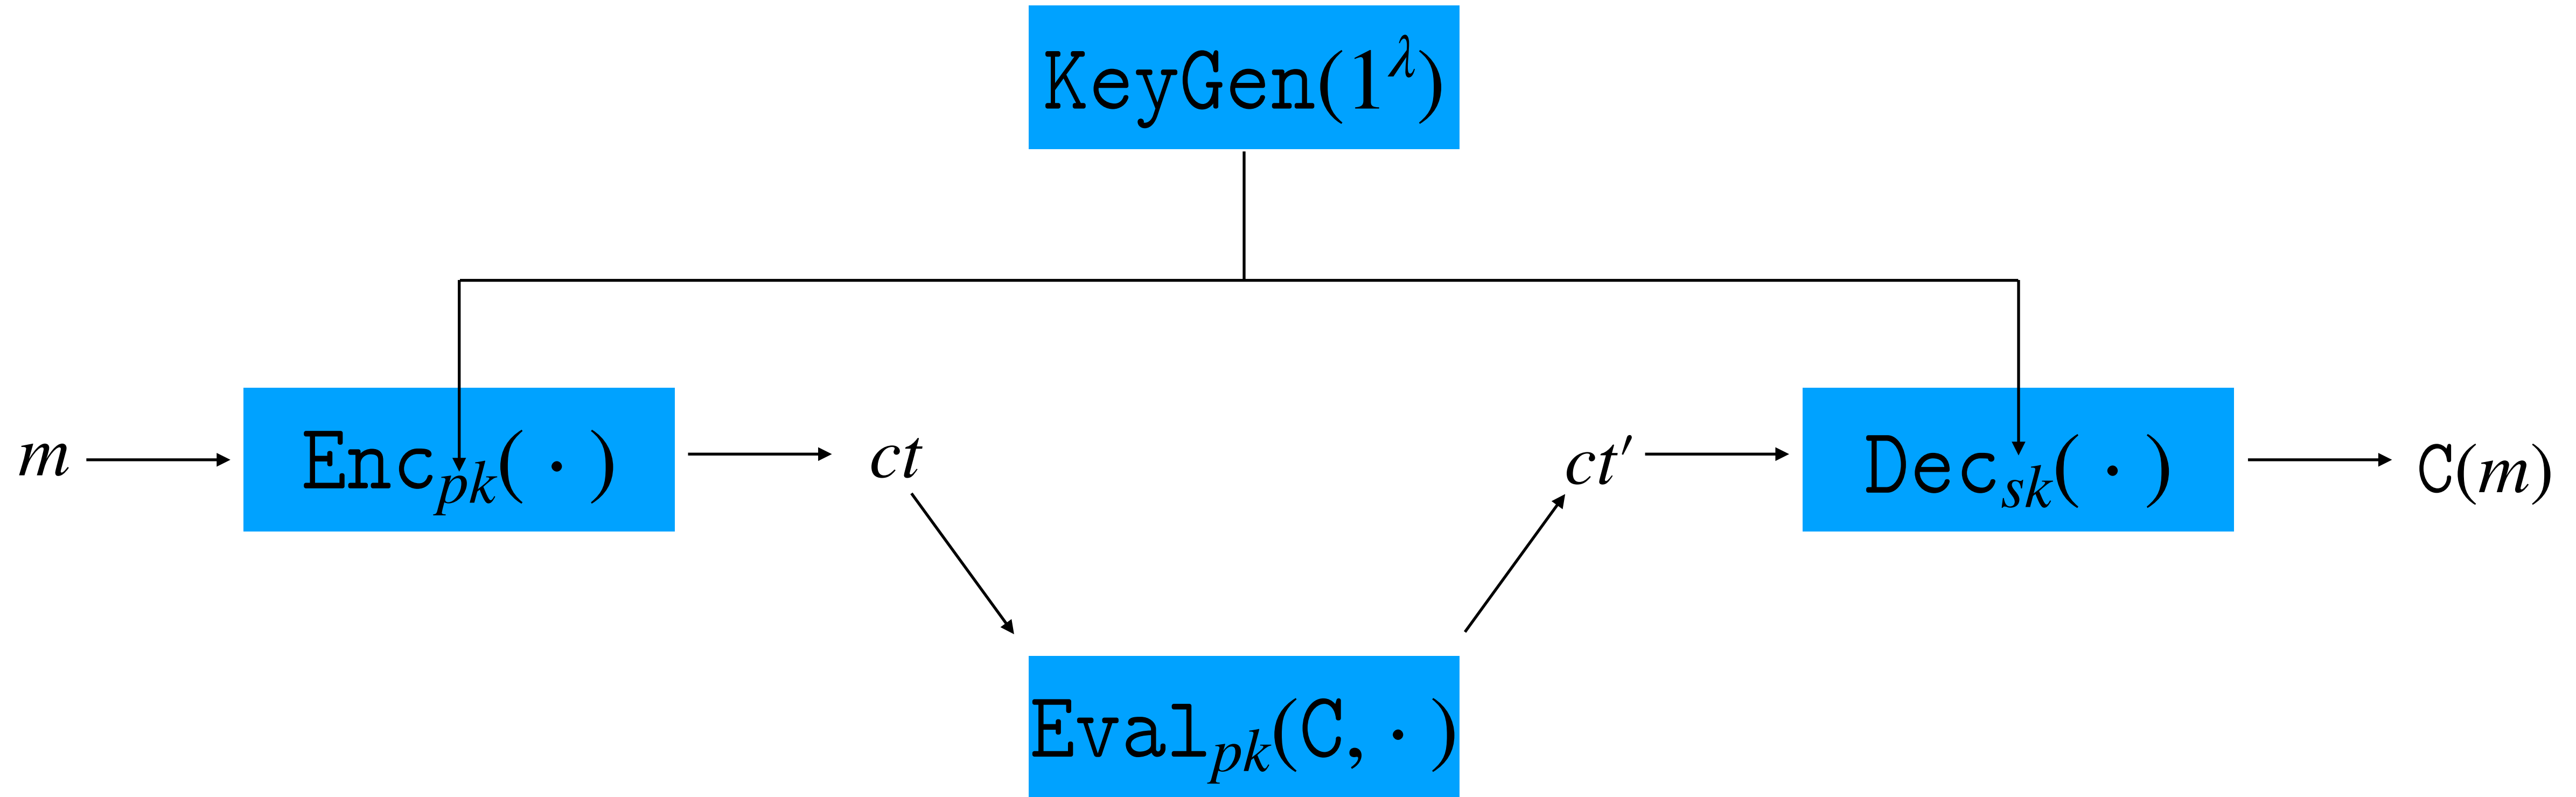 KeyGen(1^λ)
m
Enc_pk(·)
ct
ct′
Dec_sk(·)
C(m)
Eval_pk(C, ·)